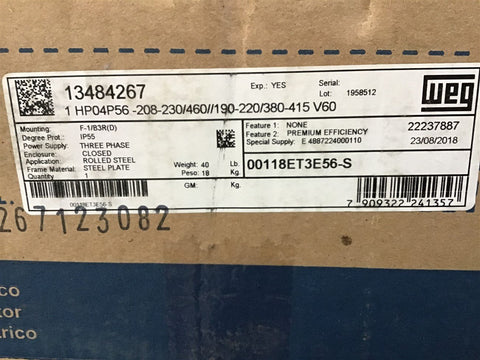 13484267
Exp.: YES
Serial:
Lot: 1958512
WEG
1 HP04P56 -208-230/460//190-220/380-415 V60
Mounting: F-1/B3R(D)
Degree Prot.: IP55
Power Supply: THREE PHASE
Enclosure: CLOSED
Application: ROLLED STEEL
Frame Material: STEEL PLATE
Quantity 1
Feature 1: NONE
Feature 2: PREMIUM EFFICIENCY
Special Supply: E 4887224000110
22237887
23/08/2018
Weight: 40 Lb.
Peso: 18 Kg.
GM: Kg.
00118ET3E56-S
00118ET3E56-S
7 909322 241357
267123082
co
tor
trico